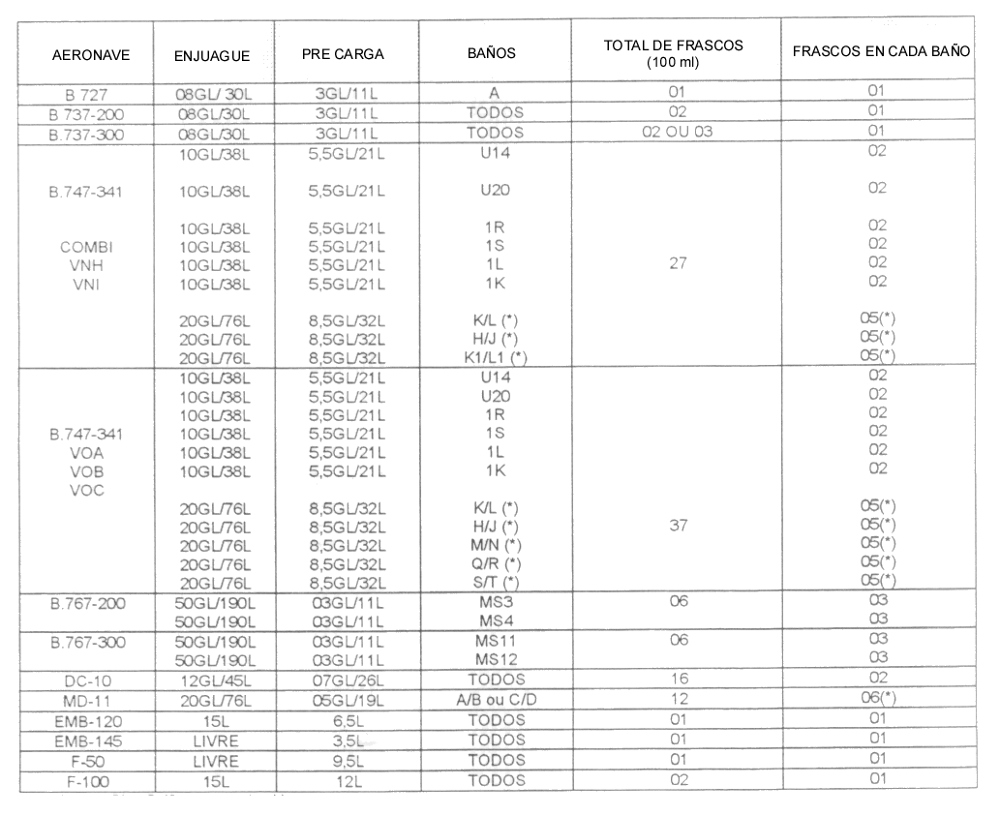 AERONAVE ENJUAGUE PRE CARGA BAÑOS TOTAL DE FRASCOS (100 ml) FRASCOS EN CADA BAÑO
B 727 08GL/ 30L 3GL/11L A 01 01
B 737-200 08GL/30L 3GL/11L TODOS 02 01
B.737-300 08GL/30L 3GL/11L TODOS 02 OU 03 01
10GL/38L 5,5GL/21L U14 02
B.747-341 10GL/38L 5,5GL/21L U20 02
10GL/38L 5,5GL/21L 1R 02
COMBI 10GL/38L 5,5GL/21L 1S 02
VNH 10GL/38L 5,5GL/21L 1L 27 02
VNI 10GL/38L 5,5GL/21L 1K 02
20GL/76L 8,5GL/32L K/L (*) 05(*)
20GL/76L 8,5GL/32L H/J (*) 05(*)
20GL/76L 8,5GL/32L K1/L1 (*) 05(*)
10GL/38L 5,5GL/21L U14 02
10GL/38L 5,5GL/21L U20 02
10GL/38L 5,5GL/21L 1R 02
B.747-341 10GL/38L 5,5GL/21L 1S 02
VOA 10GL/38L 5,5GL/21L 1L 02
VOB 10GL/38L 5,5GL/21L 1K 02
VOC
20GL/76L 8,5GL/32L K/L (*) 05(*)
20GL/76L 8,5GL/32L H/J (*) 37 05(*)
20GL/76L 8,5GL/32L M/N (*) 05(*)
20GL/76L 8,5GL/32L Q/R (*) 05(*)
20GL/76L 8,5GL/32L S/T (*) 05(*)
B.767-200 50GL/190L 03GL/11L MS3 06 03
50GL/190L 03GL/11L MS4 03
B.767-300 50GL/190L 03GL/11L MS11 06 03
50GL/190L 03GL/11L MS12 03
DC-10 12GL/45L 07GL/26L TODOS 16 02
MD-11 20GL/76L 05GL/19L A/B ou C/D 12 06(*)
EMB-120 15L 6,5L TODOS 01 01
EMB-145 LIVRE 3,5L TODOS 01 01
F-50 LIVRE 9,5L TODOS 01 01
F-100 15L 12L TODOS 02 01